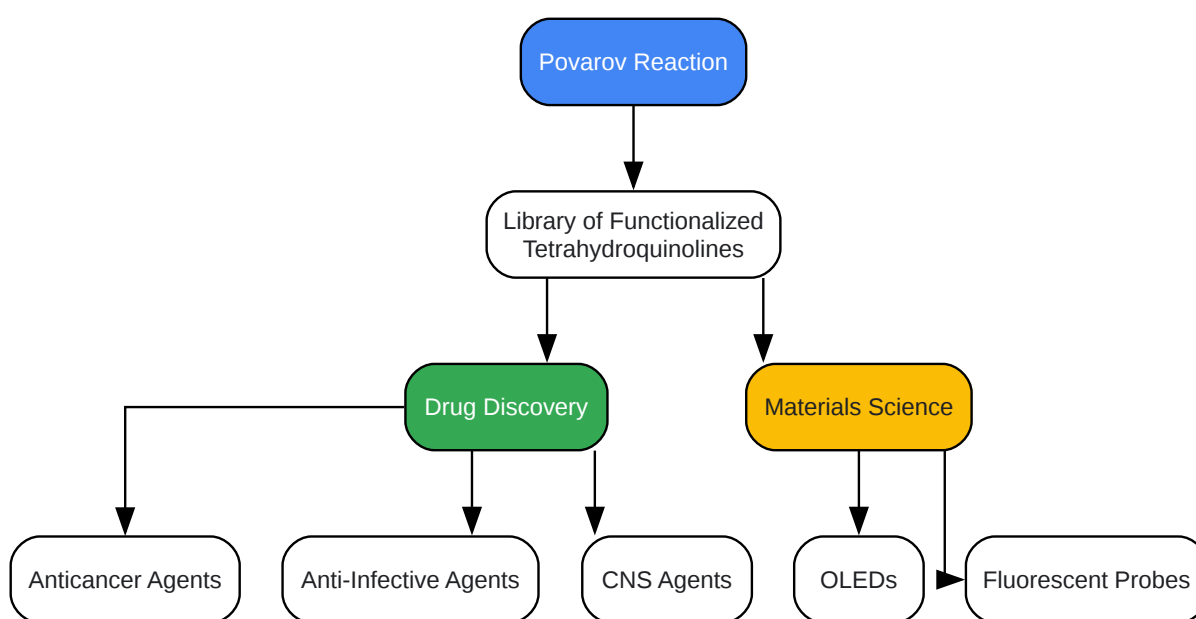 Povarov Reaction
Library of Functionalized
Tetrahydroquinolines
Drug Discovery
Materials Science
Anticancer Agents
Anti-Infective Agents
CNS Agents
OLEDs
Fluorescent Probes